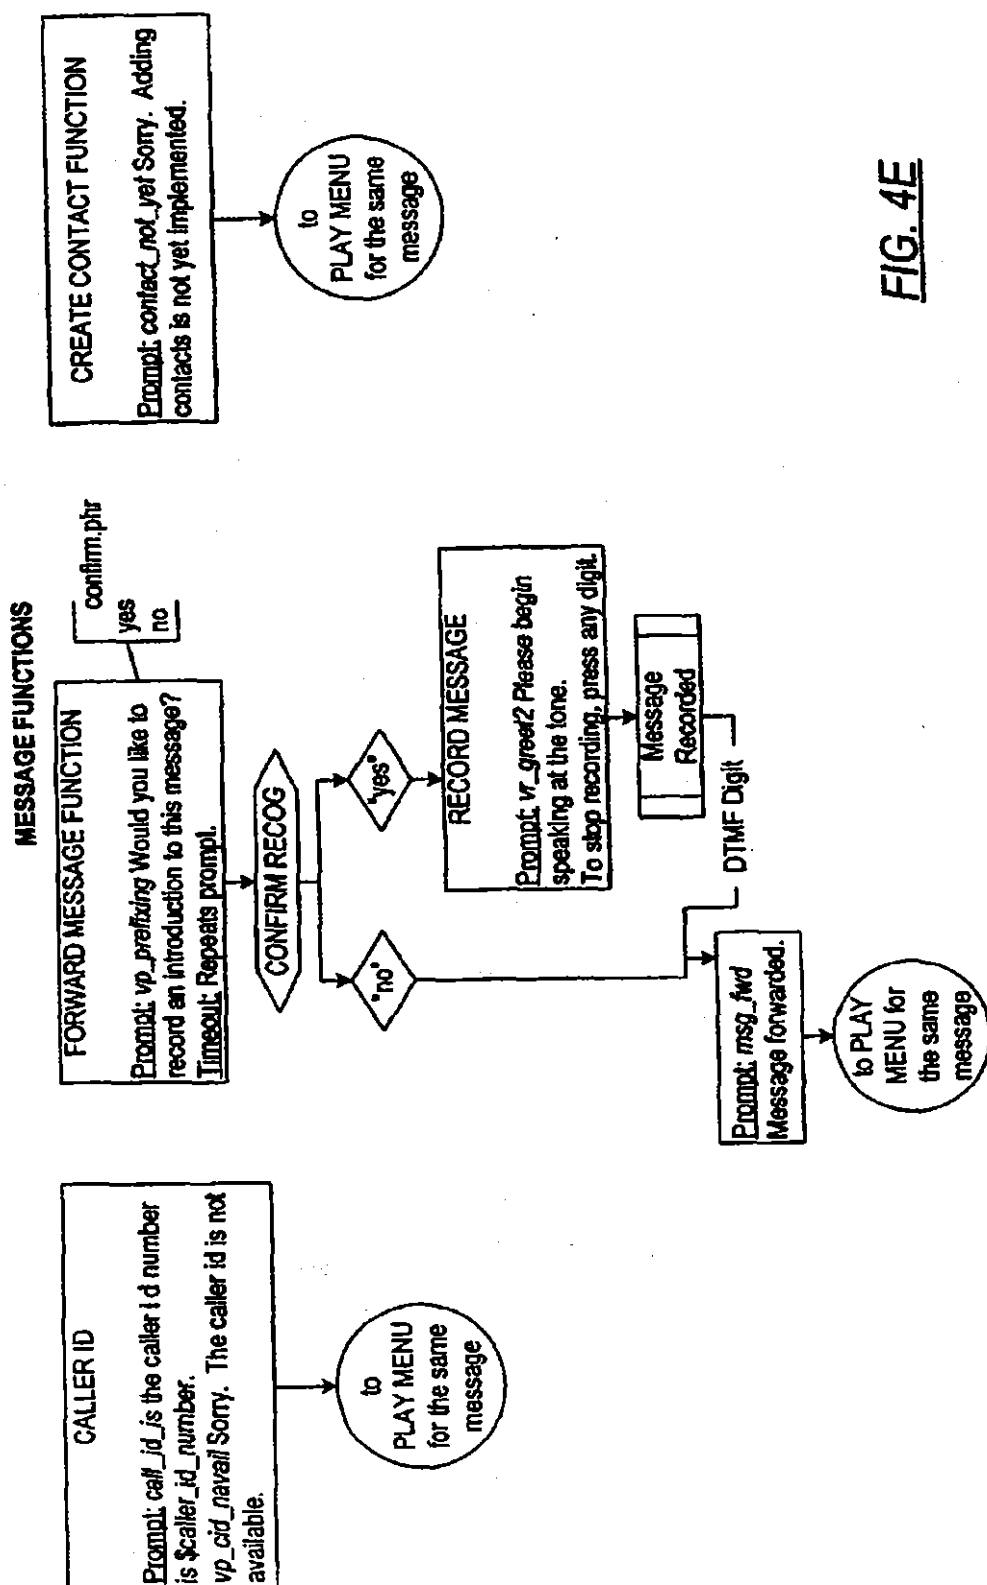 MESSAGE FUNCTIONS
CALLER ID
Prompt: call_id_is the caller i d number
is $caller_id_number.
vp_cid_navail Sorry. The caller id is not
available.
to
PLAY MENU
for the same
message
FORWARD MESSAGE FUNCTION
Prompt: vp_prefixing Would you like to
record an introduction to this message?
Timeout: Repeats prompt.
confirm.phr
yes
no
CONFIRM RECOG
"no"
"yes"
RECORD MESSAGE
Prompt: vr_greet2 Please begin
speaking at the tone.
To stop recording, press any digit.
Message
Recorded
DTMF Digit
Prompt: msg_fwd
Message forwarded.
to PLAY
MENU for
the same
message
CREATE CONTACT FUNCTION
Prompt: contact_not_yet Sorry. Adding
contacts is not yet implemented.
to
PLAY MENU
for the same
message
FIG. 4E